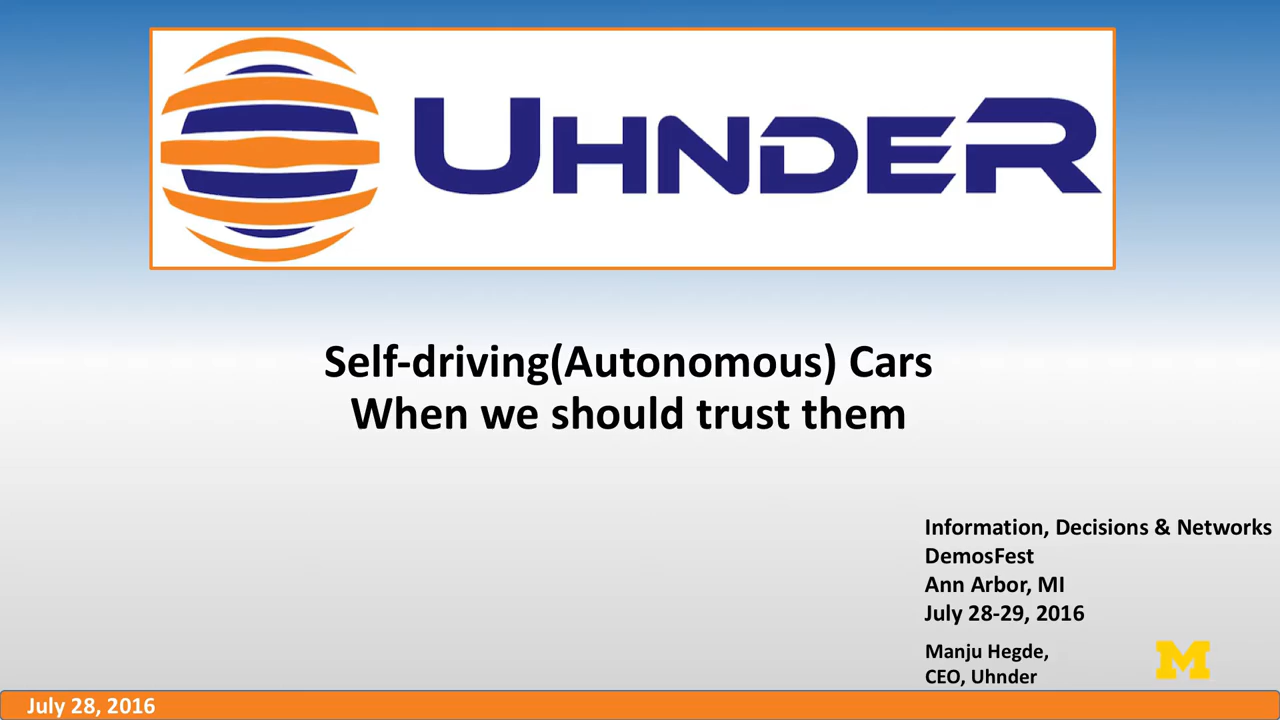 UHNDER
Self-driving(Autonomous) Cars
When we should trust them
Information, Decisions & Networks
DemosFest
Ann Arbor, MI
July 28-29, 2016
Manju Hegde,
CEO, Uhnder
M
July 28, 2016